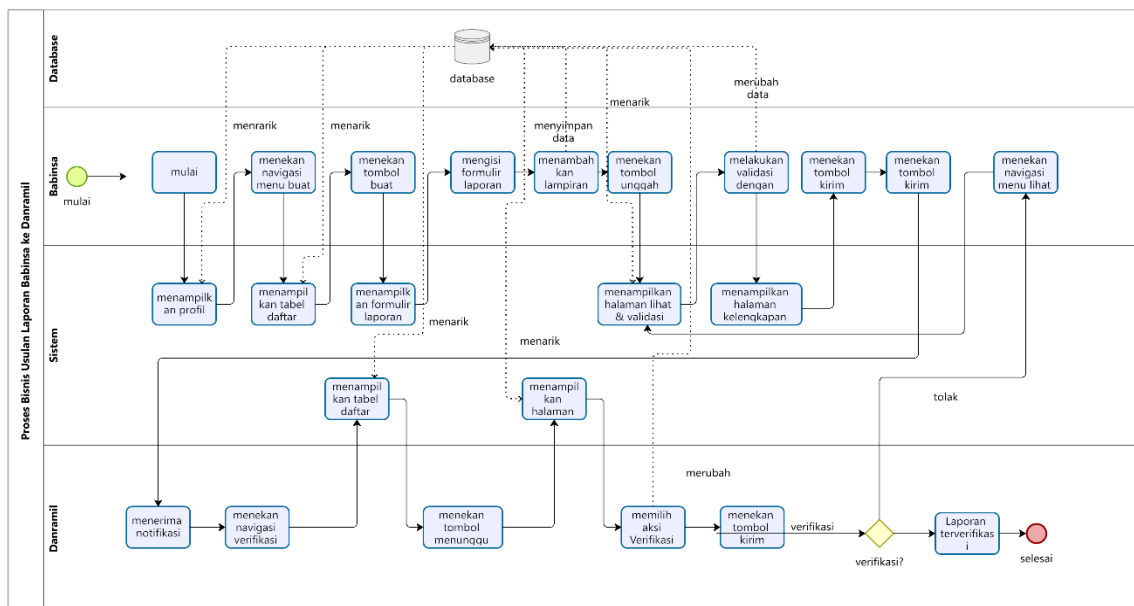 Proses Bisnis Usulan Laporan Babinsa ke Danramil
Database
database
menrarik
menarik
menyimpan
data
menarik
merubah
data
Babinsa
mulai
mulai
menekan
navigasi
menu buat
menekan
tombol
buat
mengisi
formulir
laporan
menambah
kan
lampiran
menekan
tombol
unggah
melakukan
validasi
dengan
menekan
tombol
kirim
menekan
tombol
kirim
menekan
navigasi
menu lihat
Sistem
menampilk
an profil
menampil
kan tabel
daftar
menampilk
an formulir
laporan
menampilkan
halaman lihat
& validasi
menampilkan
halaman
kelengkapan
menarik
menarik
menampil
kan tabel
daftar
menampil
kan
halaman
tolak
Danramil
menerima
notifikasi
menekan
navigasi
verifikasi
menekan
tombol
menunggu
merubah
memilih
aksi
Verifikasi
menekan
tombol
kirim
verifikasi
verifikasi?
Laporan
terverifikas
i
selesai